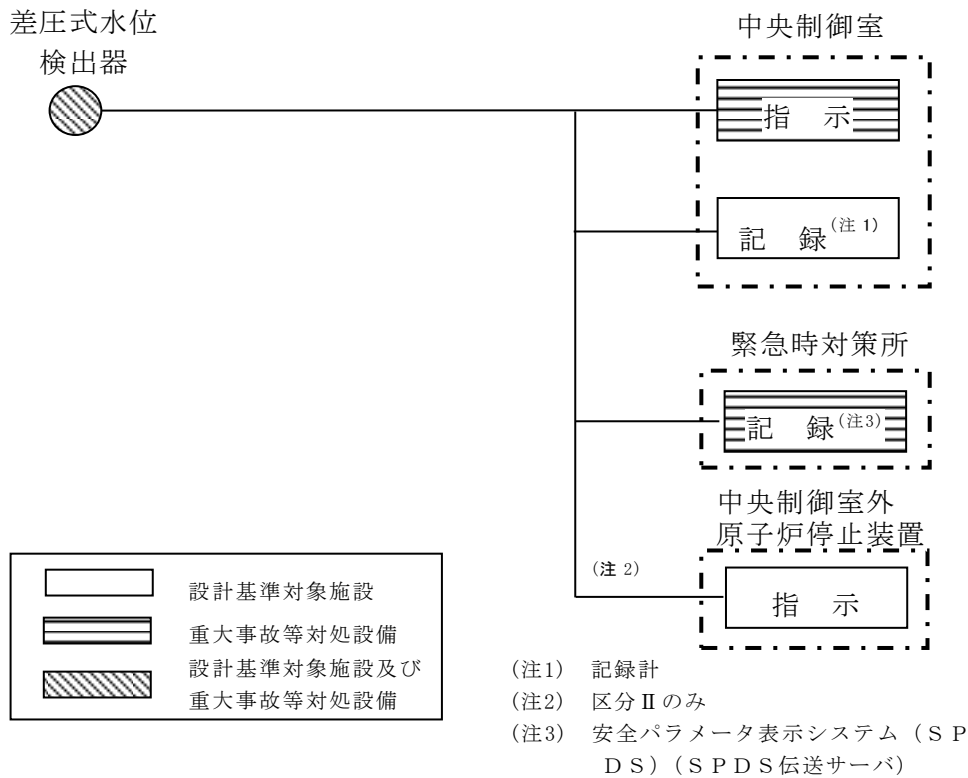 差圧式水位
検出器
中央制御室
指　示
記　録(注 1)
緊急時対策所
記　録(注3)
中央制御室外
原子炉停止装置
(注 2)
指　示
設計基準対象施設
重大事故等対処設備
設計基準対象施設及び
重大事故等対処設備
(注1)　記録計
(注2)　区分Ⅱのみ
(注3)　安全パラメータ表示システム（ＳＰ
ＤＳ）（ＳＰＤＳ伝送サーバ）